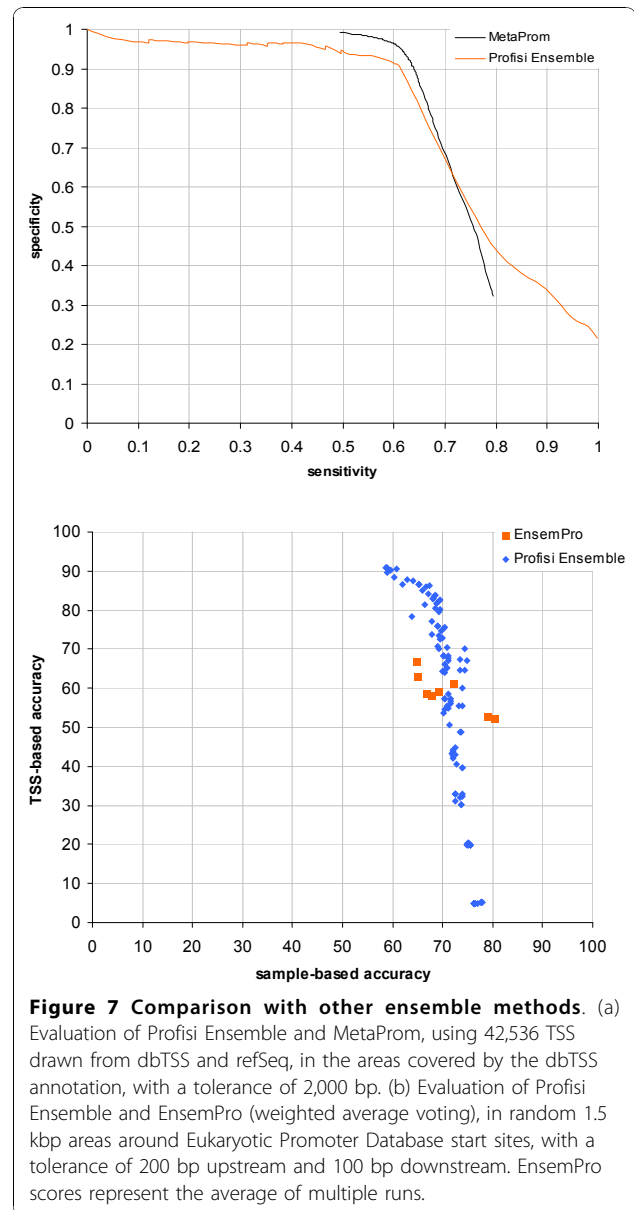 1
0.9
0.8
0.7
0.6
0.5
0.4
0.3
0.2
0.1
0
specificity
MetaProm
Profisi Ensemble
0 0.1 0.2 0.3 0.4 0.5 0.6 0.7 0.8 0.9 1
sensitivity
100
90
80
70
60
50
40
30
20
10
0
TSS-based accuracy
EnsemPro
Profisi Ensemble
0 10 20 30 40 50 60 70 80 90 100
sample-based accuracy
Figure 7 Comparison with other ensemble methods. (a)
Evaluation of Profisi Ensemble and MetaProm, using 42,536 TSS
drawn from dbTSS and refSeq, in the areas covered by the dbTSS
annotation, with a tolerance of 2,000 bp. (b) Evaluation of Profisi
Ensemble and EnsemPro (weighted average voting), in random 1.5
kbp areas around Eukaryotic Promoter Database start sites, with a
tolerance of 200 bp upstream and 100 bp downstream. EnsemPro
scores represent the average of multiple runs.